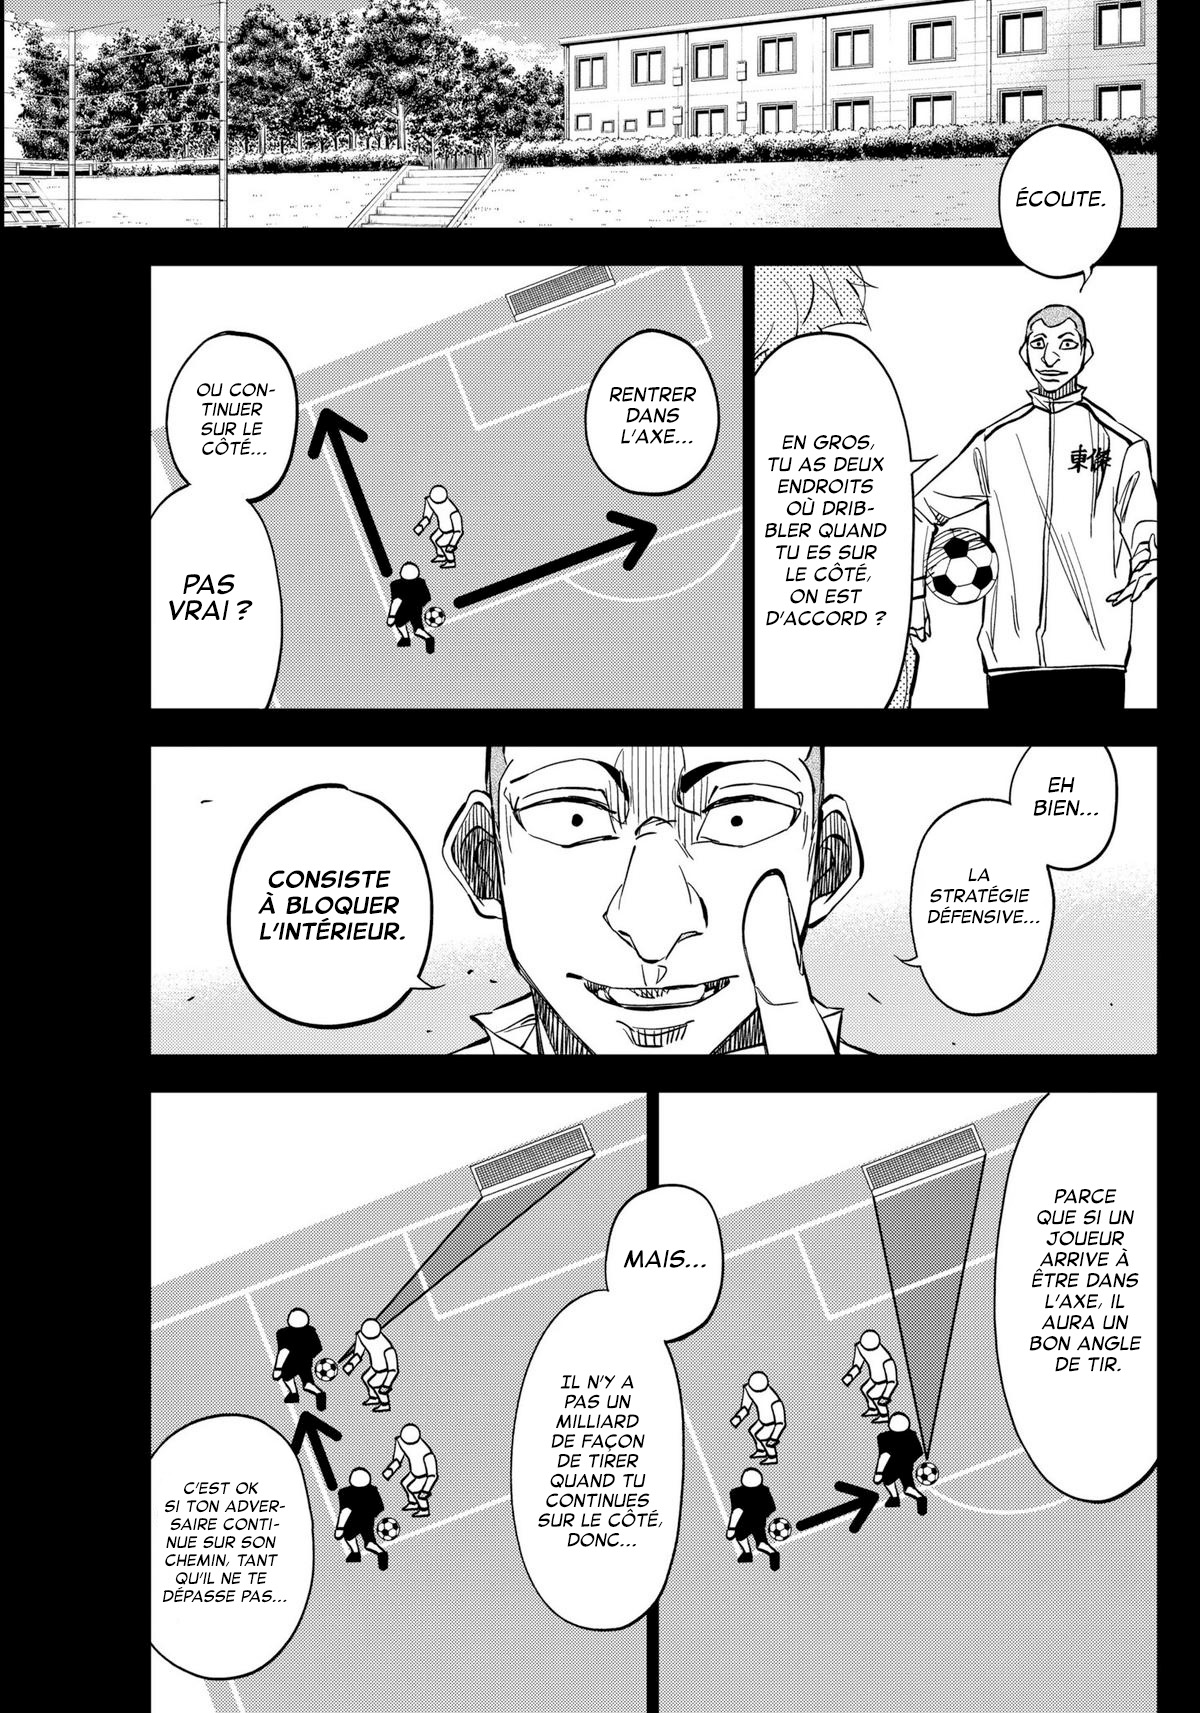 ÉCOUTE.
EN GROS,
TU AS DEUX
ENDROITS
OÙ DRIB-
BLER QUAND
TU ES SUR
LE CÔTÉ,
ON EST
D'ACCORD ?
東傑
RENTRER
DANS
L'AXE...
OU CON-
TINUER
SUR LE
CÔTÉ...
PAS
VRAI ?
EH
BIEN...
LA
STRATÉGIE
DÉFENSIVE...
CONSISTE
À BLOQUER
L'INTÉRIEUR.
PARCE
QUE SI UN
JOUEUR
ARRIVE À
ÊTRE DANS
L'AXE, IL
AURA UN
BON ANGLE
DE TIR.
MAIS...
IL N'Y A
PAS UN
MILLIARD
DE FAÇON
DE TIRER
QUAND TU
CONTINUES
SUR LE CÔTÉ,
DONC...
C'EST OK
SI TON ADVER-
SAIRE CONTI-
NUE SUR SON
CHEMIN, TANT
QU'IL NE TE
DÉPASSE PAS...